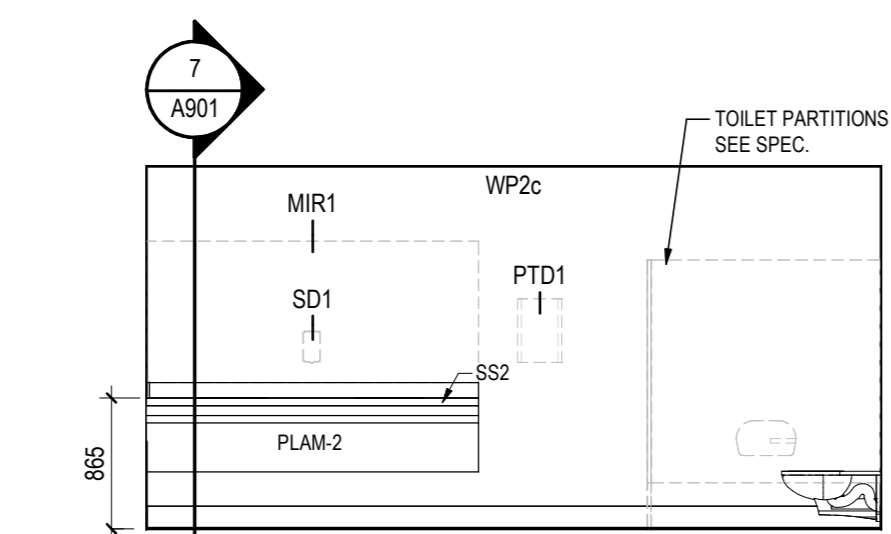 7
A901
TOILET PARTITIONS
SEE SPEC.
WP2c
MIR1
PTD1
SD1
SS2
PLAM-2
865